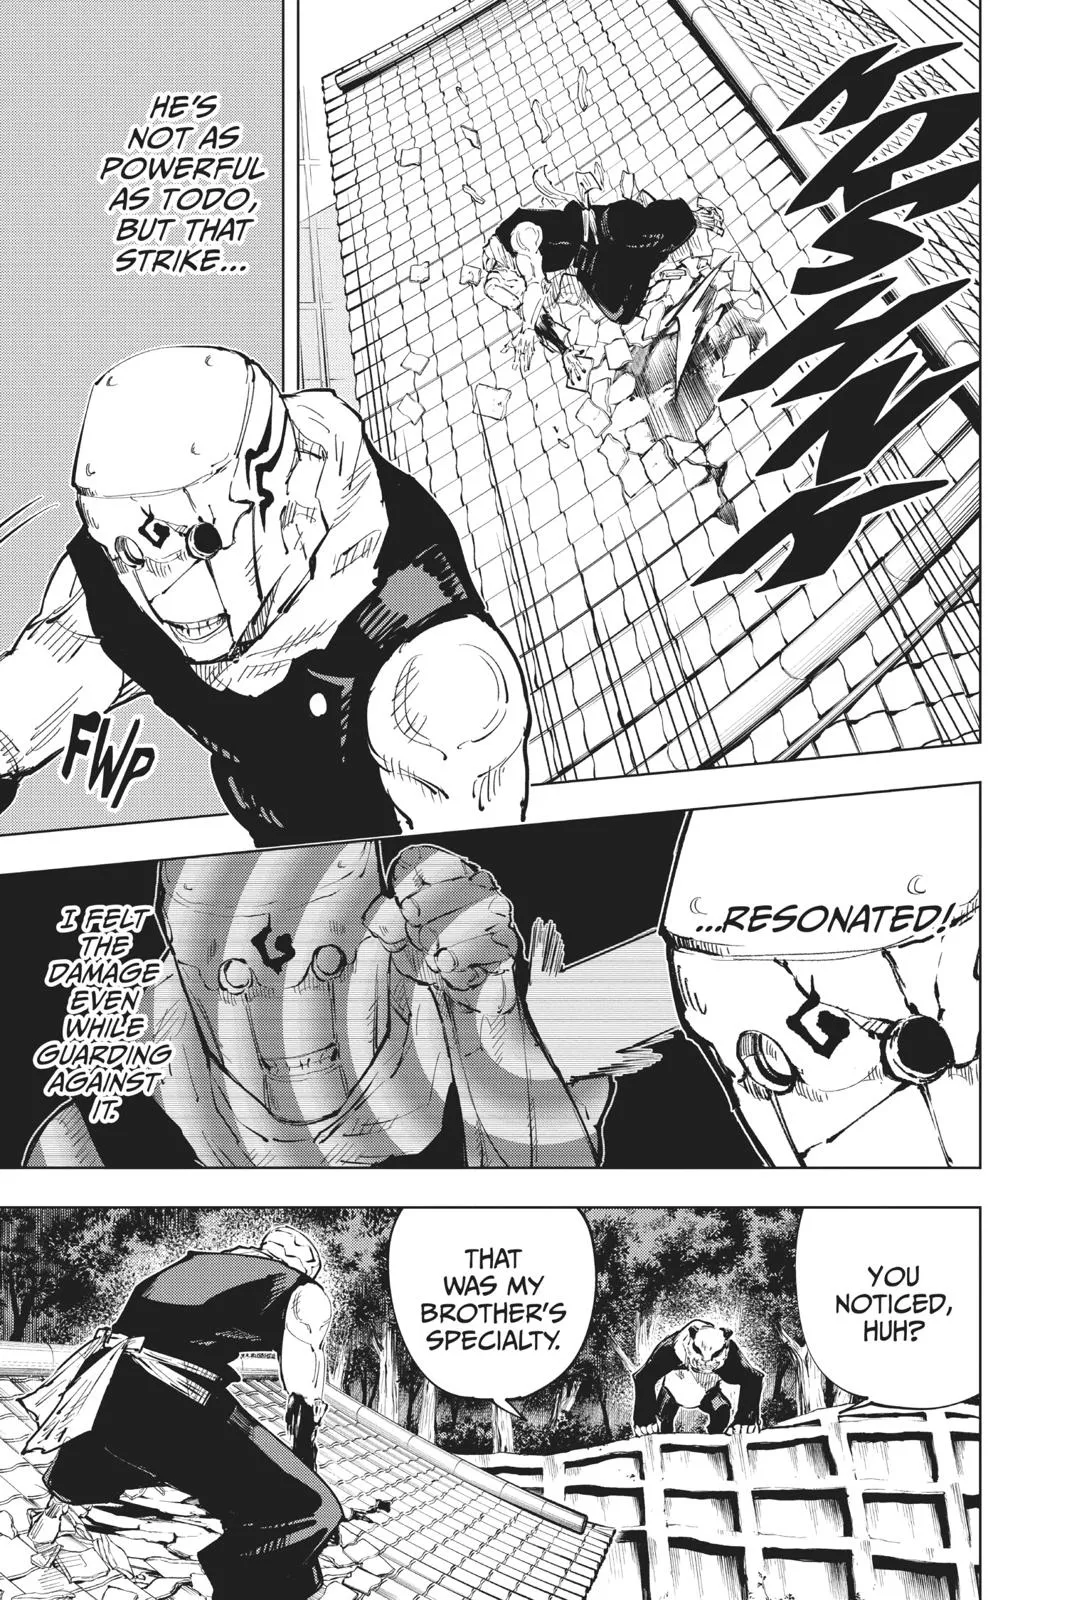 KRSHHH
HE'S
NOT AS
POWERFUL
AS TODO,
BUT THAT
STRIKE...
FWP
...RESONATED!
I FELT
THE
DAMAGE
EVEN
WHILE
GUARDING
AGAINST
IT.
YOU
NOTICED,
HUH?
THAT
WAS MY
BROTHER'S
SPECIALTY.